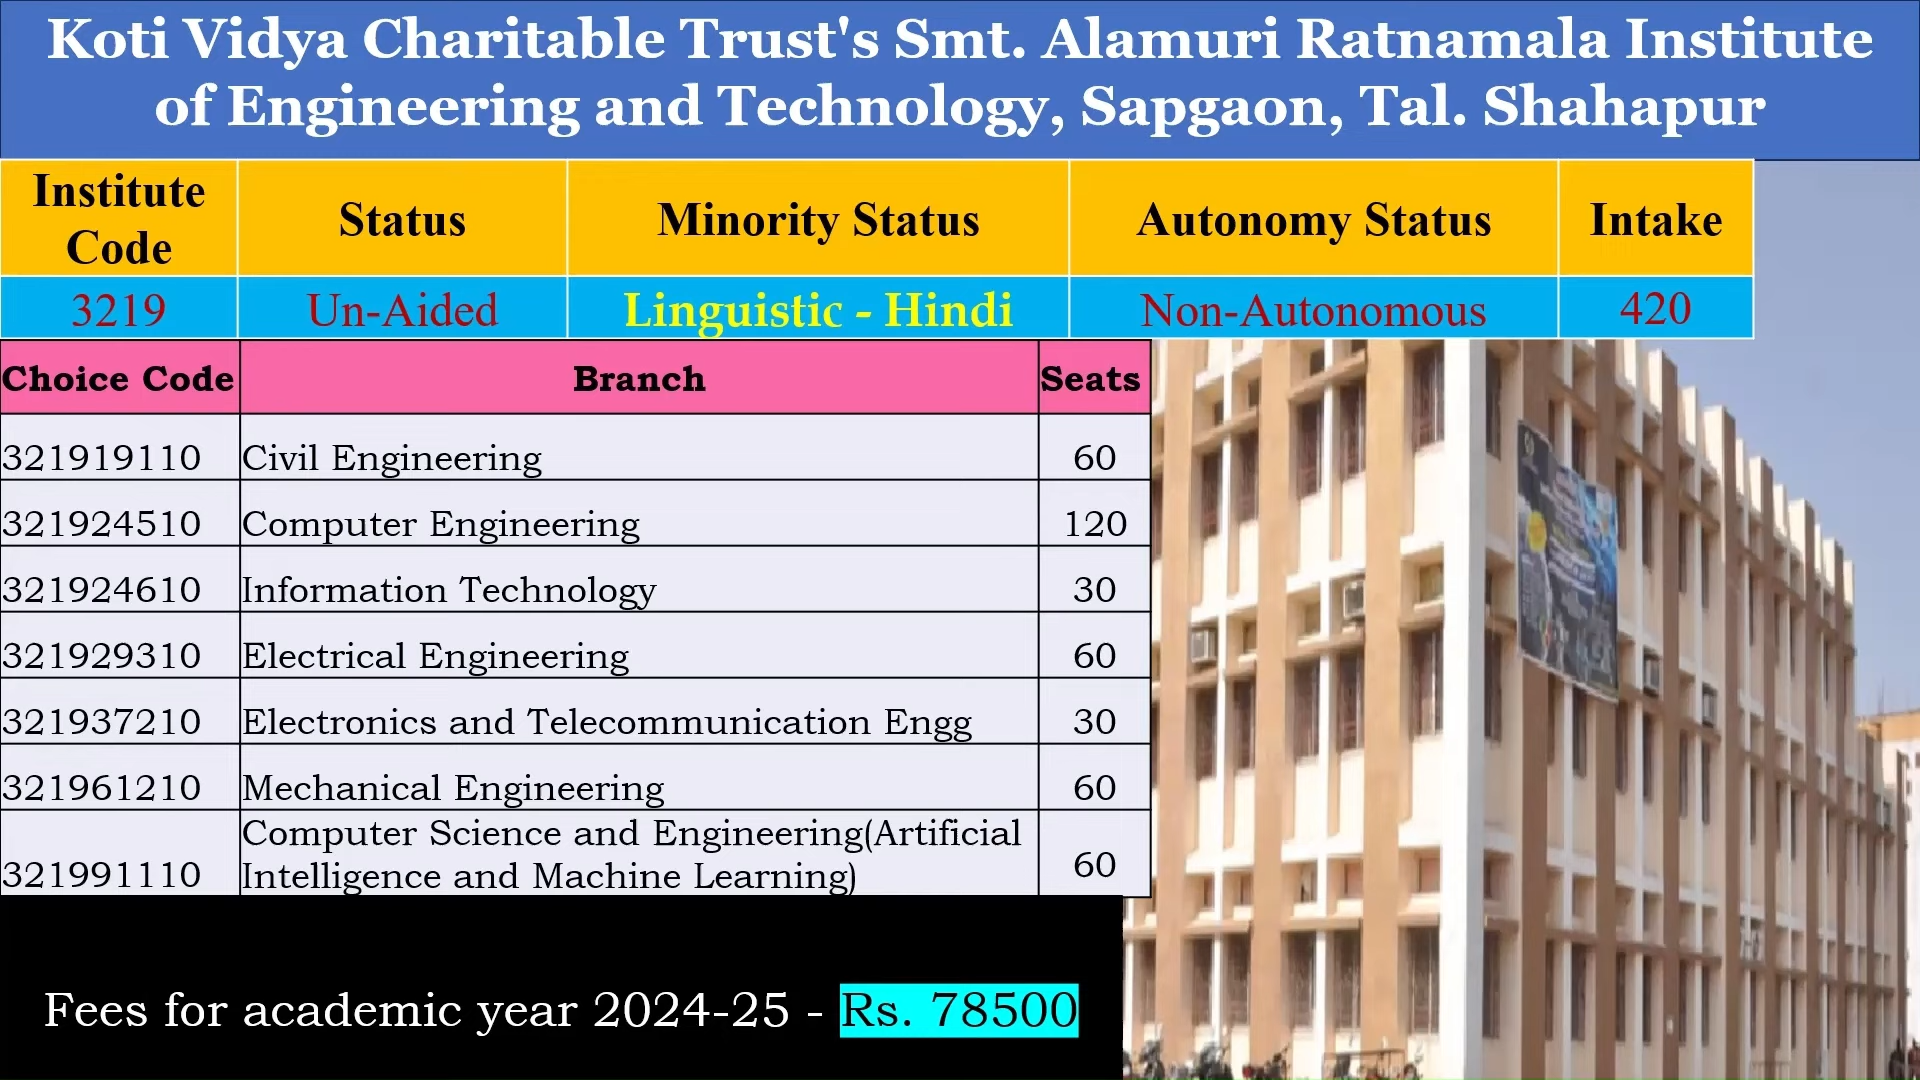 Koti Vidya Charitable Trust's Smt. Alamuri Ratnamala Institute
of Engineering and Technology, Sapgaon, Tal. Shahapur
Institute Code Status Minority Status Autonomy Status Intake
3219 Un-Aided Linguistic - Hindi Non-Autonomous 420
Choice Code Branch Seats
321919110 Civil Engineering 60
321924510 Computer Engineering 120
321924610 Information Technology 30
321929310 Electrical Engineering 60
321937210 Electronics and Telecommunication Engg 30
321961210 Mechanical Engineering 60
321991110 Computer Science and Engineering(Artificial Intelligence and Machine Learning) 60
Fees for academic year 2024-25 - Rs. 78500